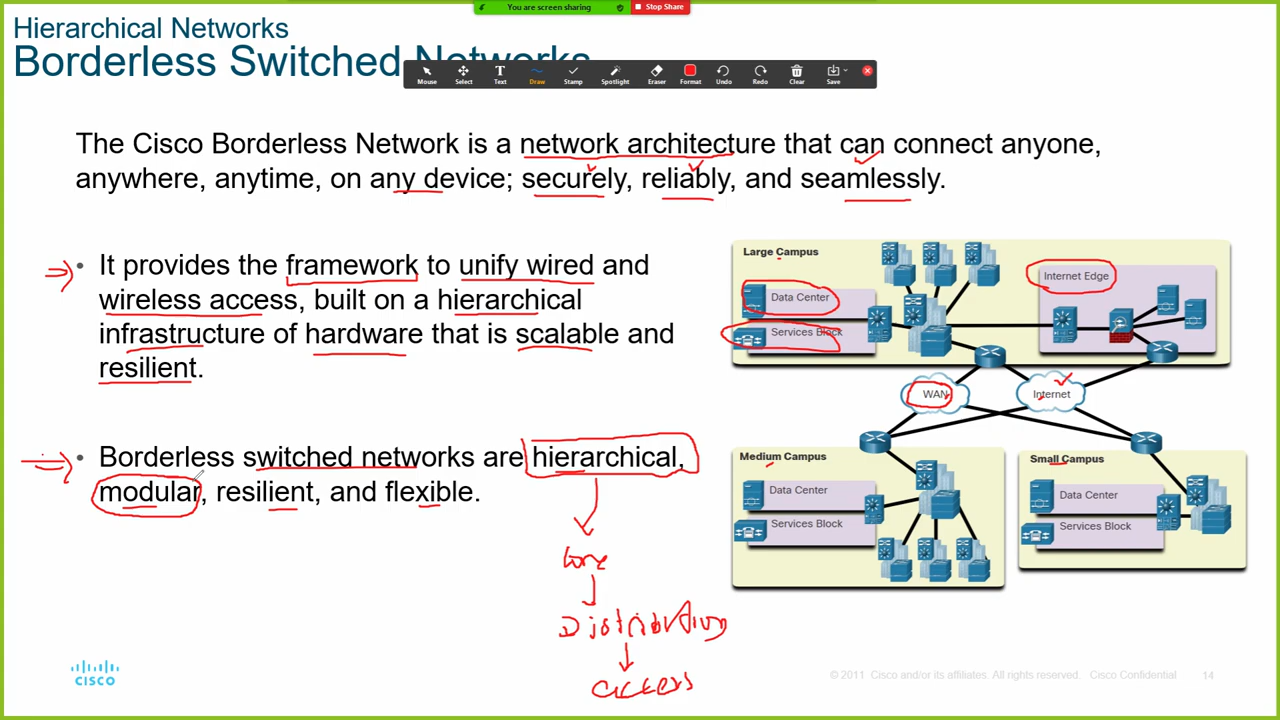 You are screen sharing
Stop Share
Hierarchical Networks
Borderless Switched Networks
Mouse Select Text Draw Stamp Spotlight Eraser Format Undo Redo Clear Save
The Cisco Borderless Network is a network architecture that can connect anyone,
anywhere, anytime, on any device; securely, reliably, and seamlessly.
• It provides the framework to unify wired and
wireless access, built on a hierarchical
infrastructure of hardware that is scalable and
resilient.
• Borderless switched networks are hierarchical,
modular, resilient, and flexible.
Core
Distribution
access
Large Campus
Data Center
Services Block
Internet Edge
WAN
Internet
Medium Campus
Data Center
Services Block
Small Campus
Data Center
Services Block
CISCO
© 2011 Cisco and/or its affiliates. All rights reserved. Cisco Confidential 14